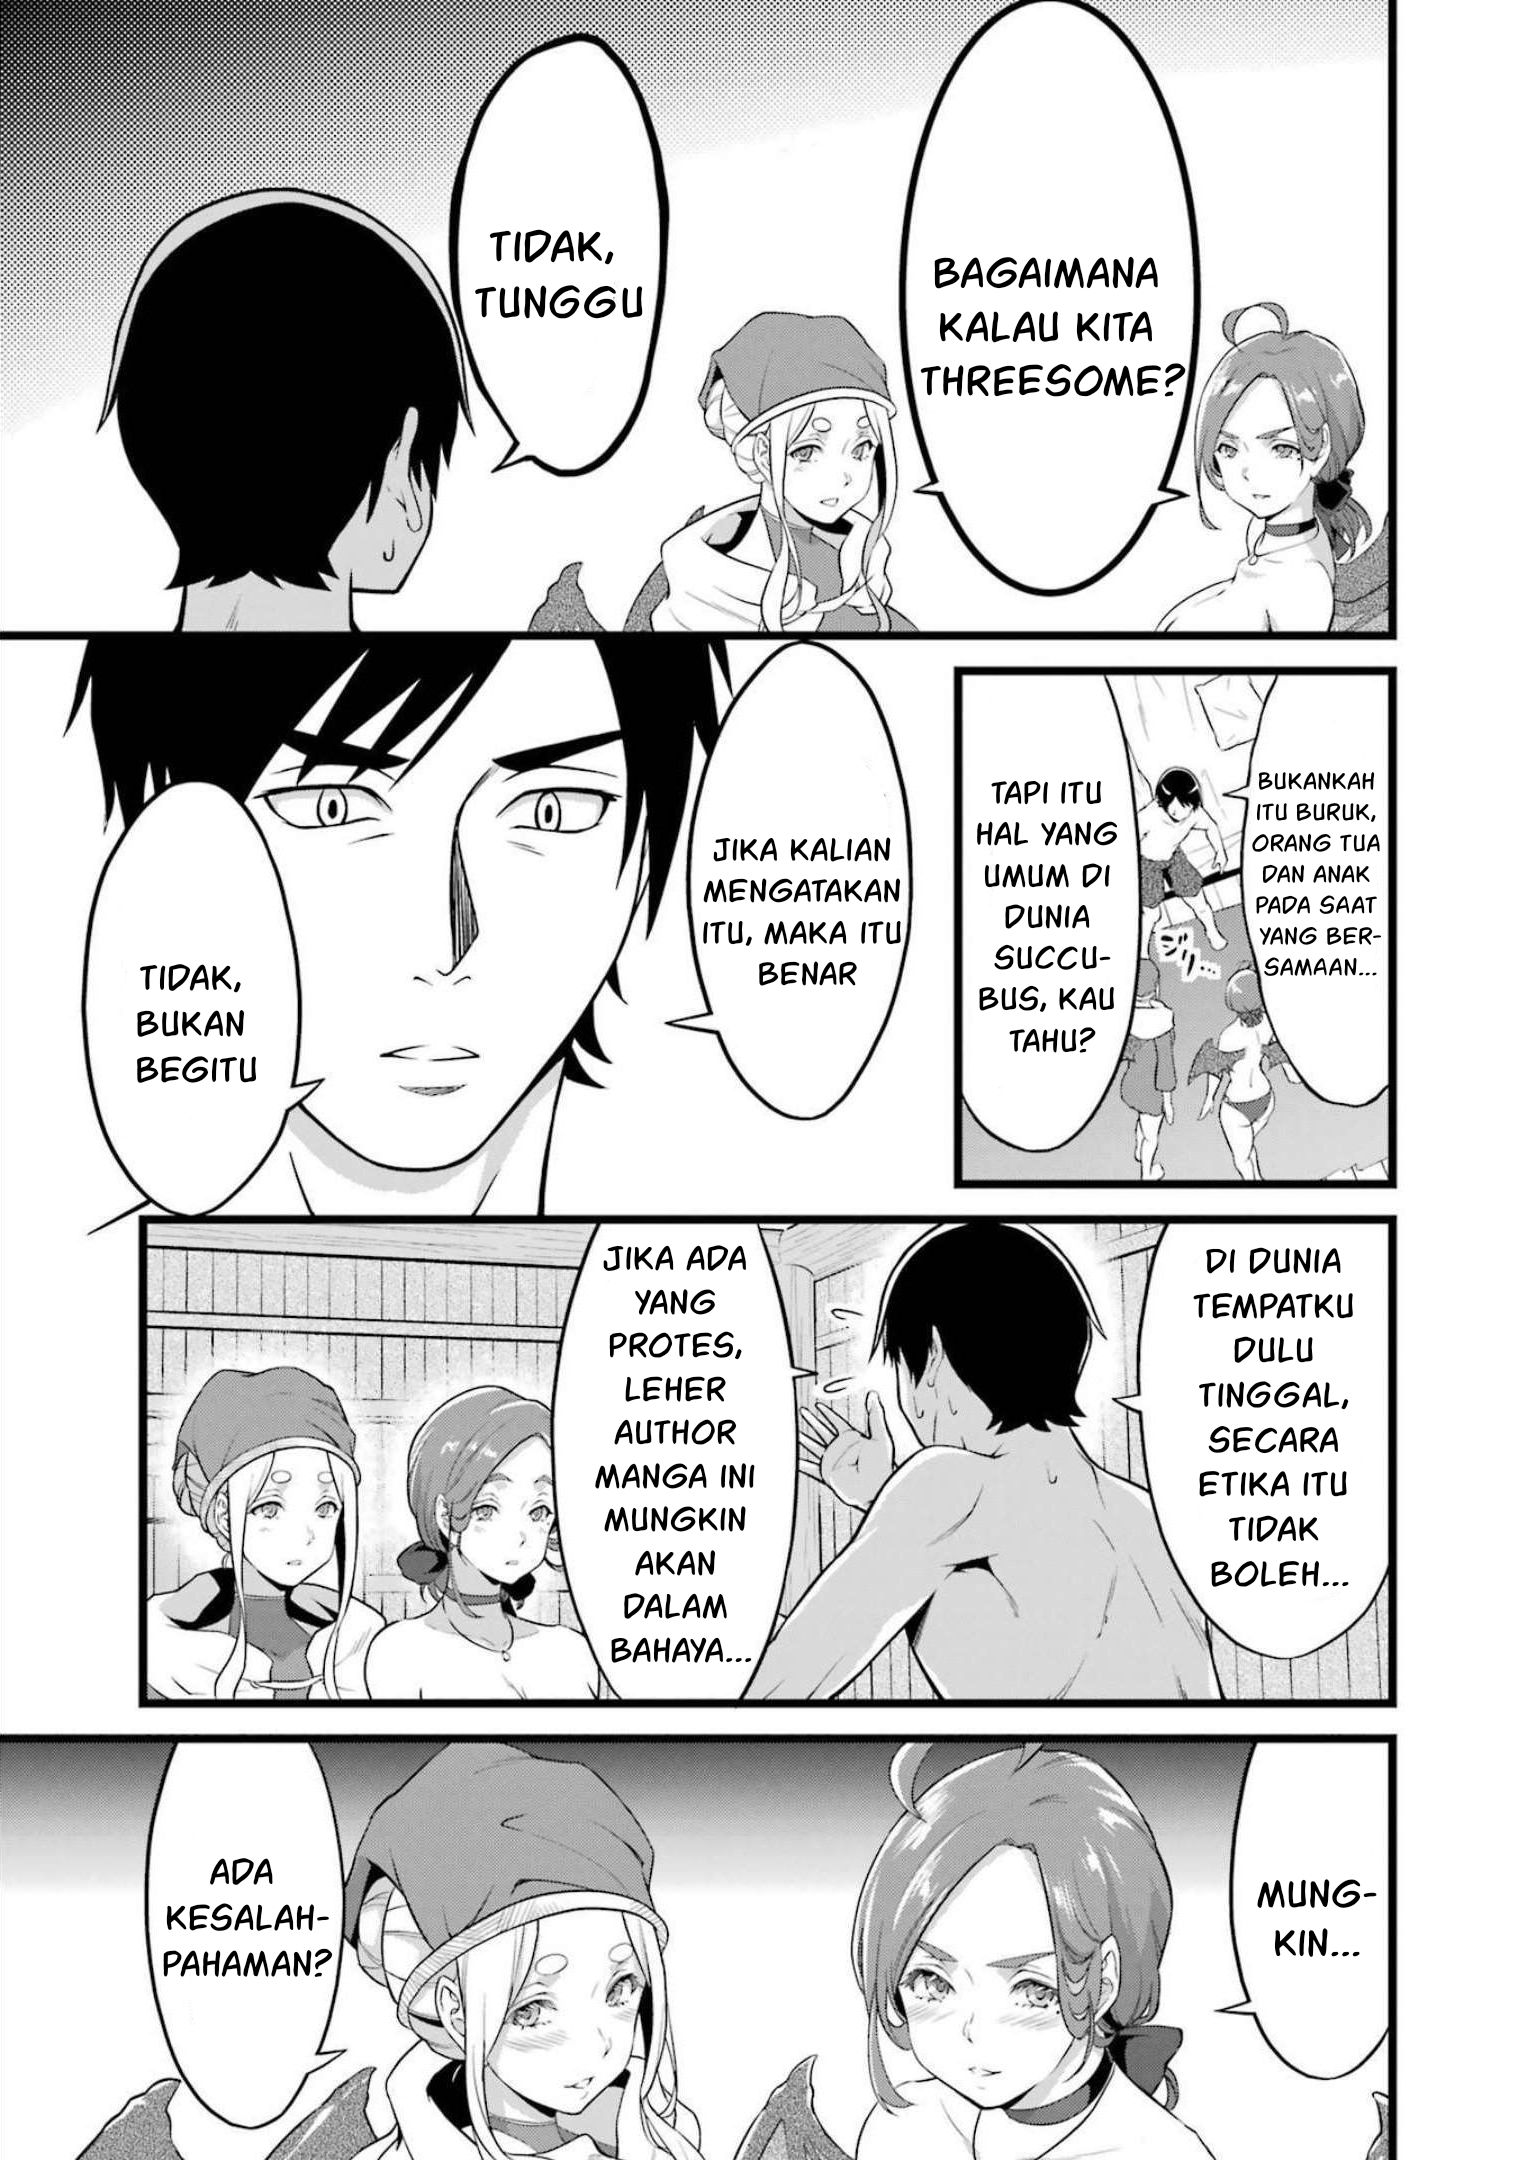 BAGAIMANA
KALAU KITA
THREESOME?
TIDAK,
TUNGGU
BUKANKAH
ITU BURUK,
ORANG TUA
DAN ANAK
PADA SAAT
YANG BER-
SAMAAN...
ジリ...
TAPI ITU
HAL YANG
UMUM DI
DUNIA
SUCCU-
BUS, KAU
TAHU?
JIKA KALIAN
MENGATAKAN
ITU, MAKA ITU
BENAR
TIDAK,
BUKAN
BEGITU
DI DUNIA
TEMPATKU
DULU
TINGGAL,
SECARA
ETIKA ITU
TIDAK
BOLEH...
JIKA ADA
YANG
PROTES,
LEHER
AUTHOR
MANGA INI
MUNGKIN
AKAN
DALAM
BAHAYA...
MUNG-
KIN...
ADA
KESALAH-
PAHAMAN?